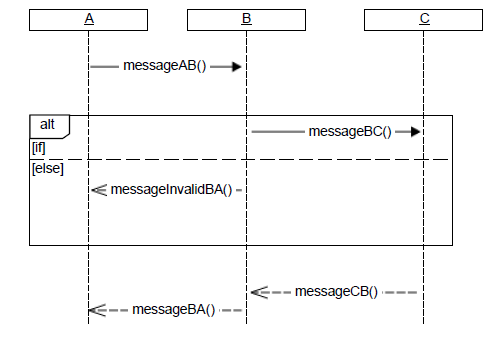 A B C
messageAB()
alt
messageBC()
[if]
[else]
messageInvalidBA()
messageCB()
messageBA()